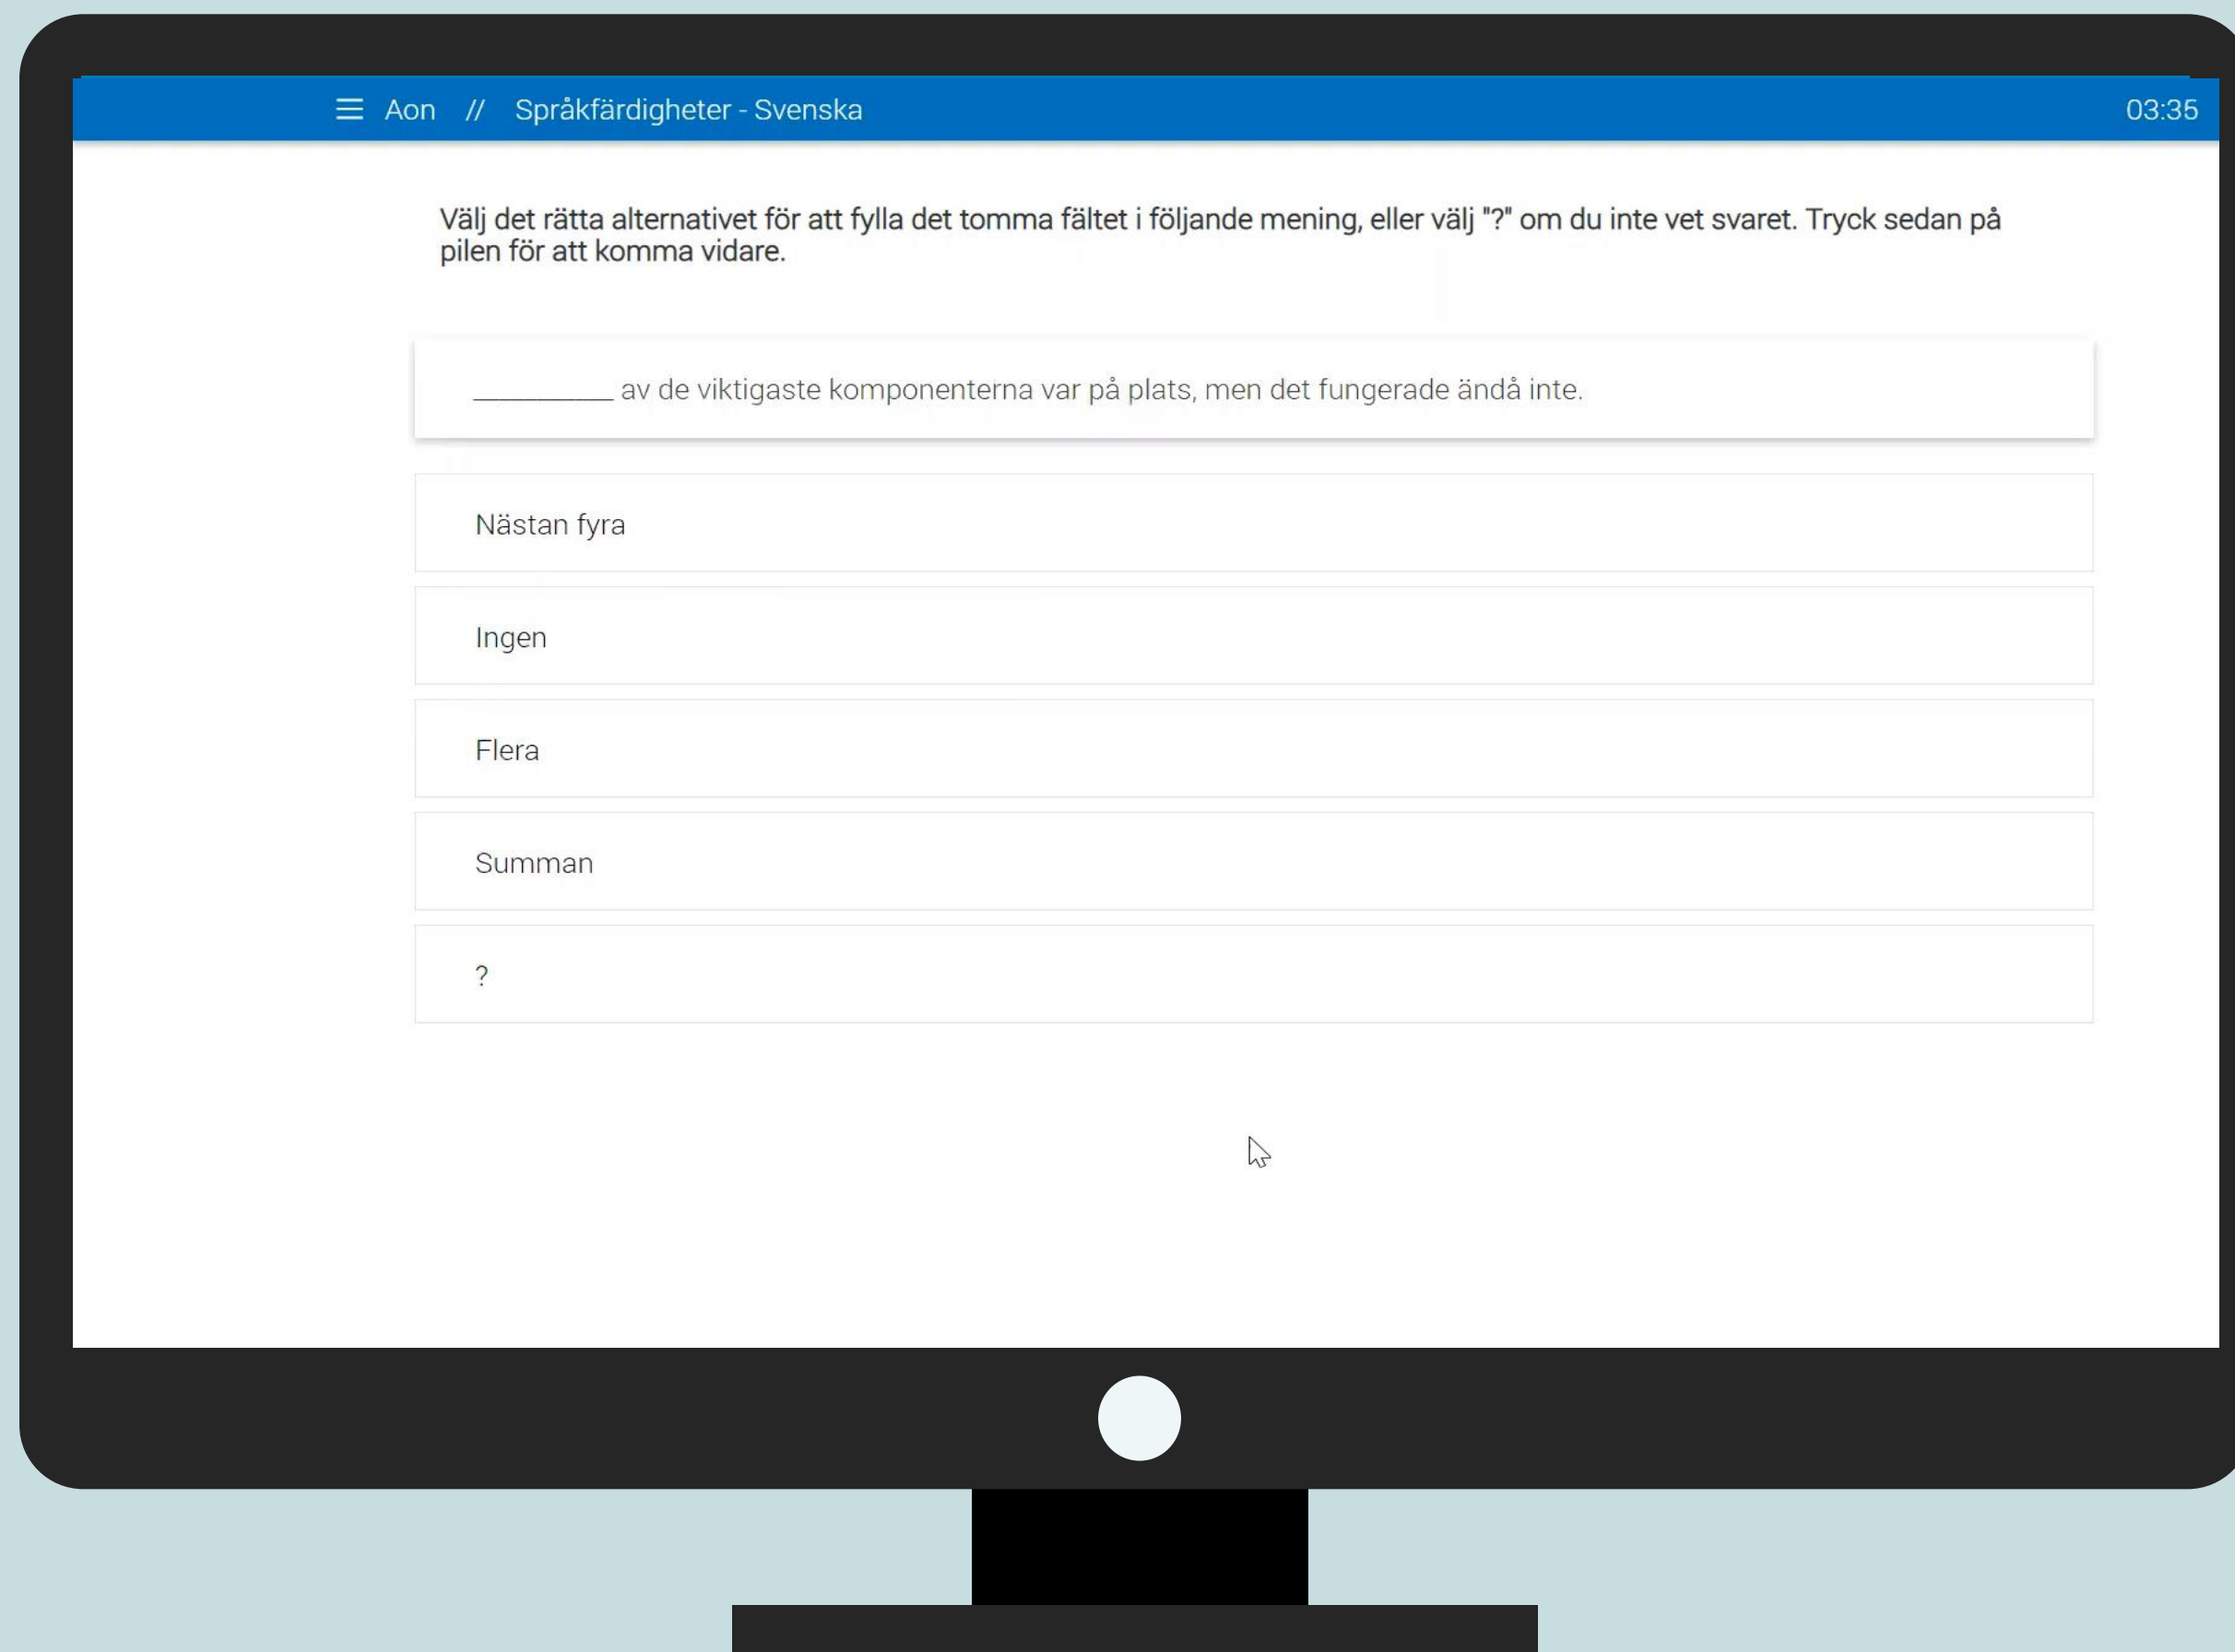 Aon // Språkfärdigheter - Svenska 03:35
Välj det rätta alternativet för att fylla det tomma fältet i följande mening, eller välj "?" om du inte vet svaret. Tryck sedan på
pilen för att komma vidare.
__________ av de viktigaste komponenterna var på plats, men det fungerade ändå inte.
Nästan fyra
Ingen
Flera
Summan
?